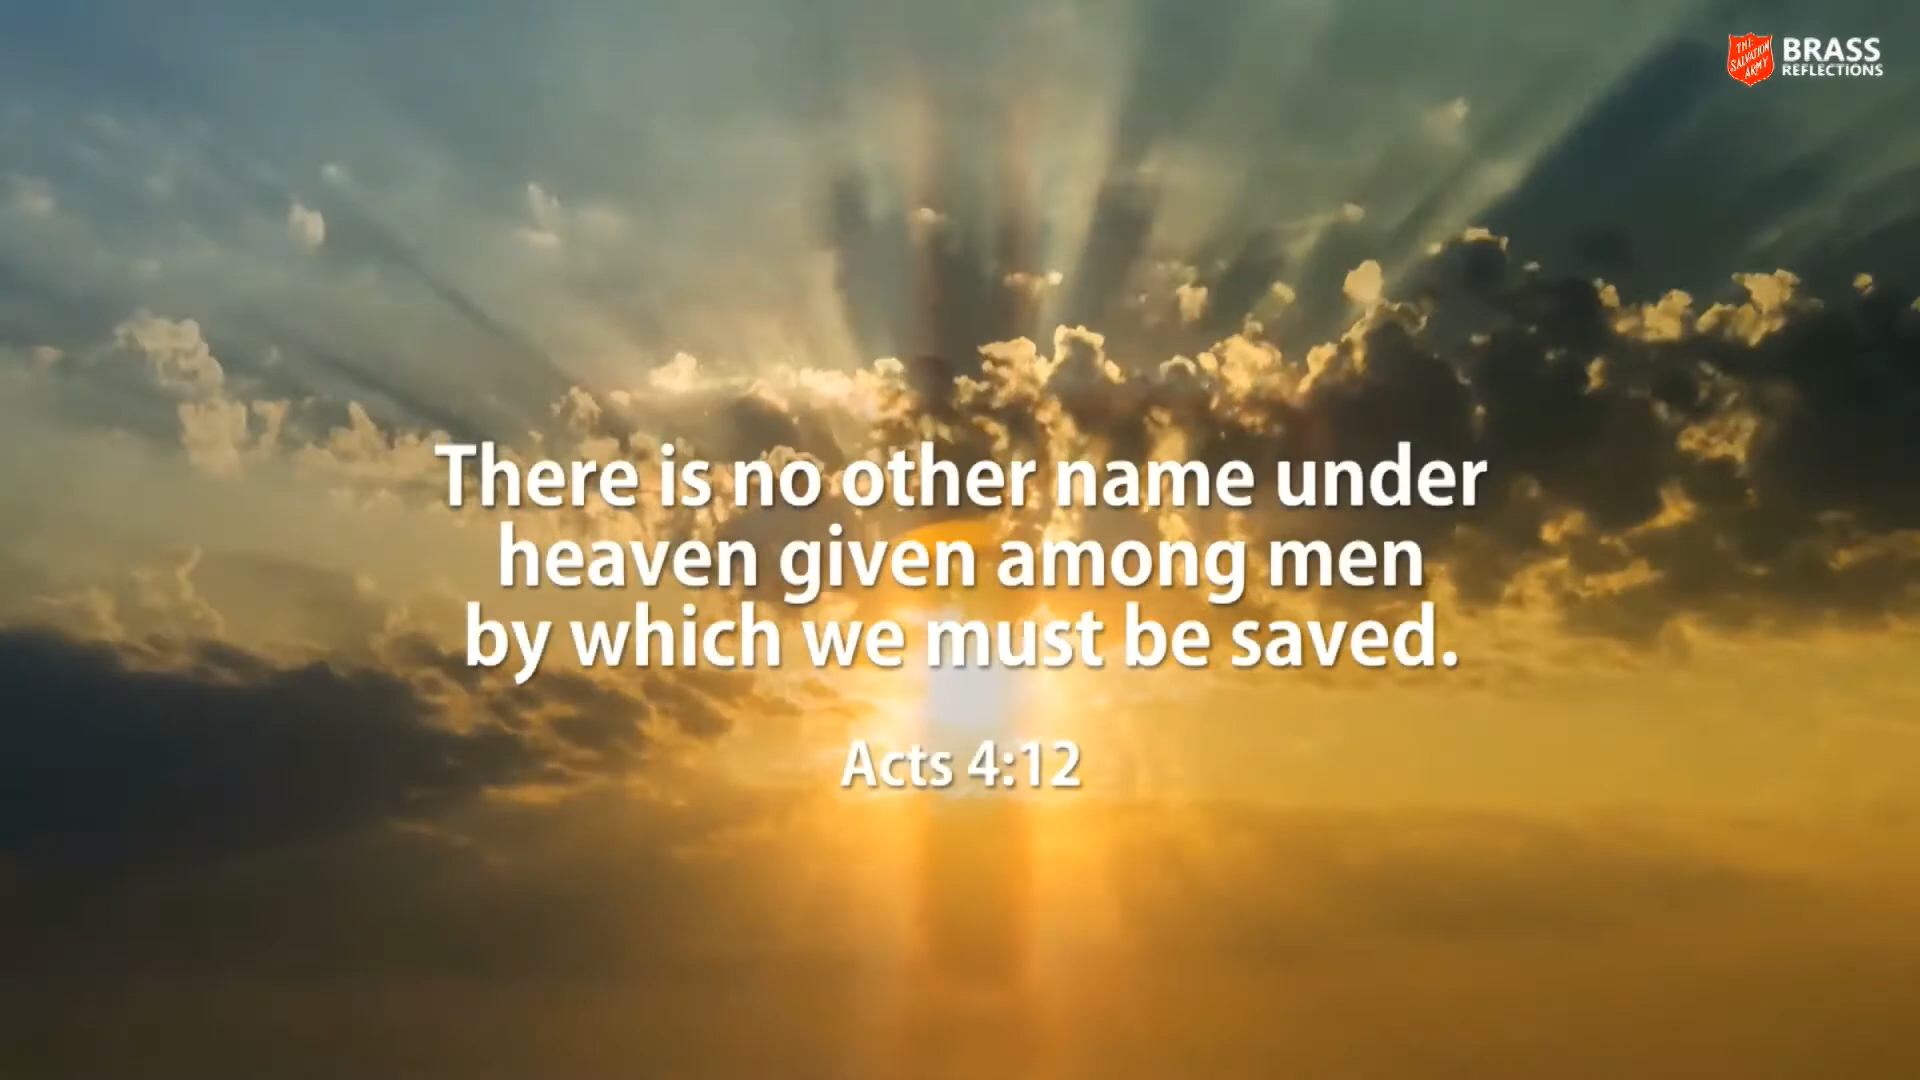 THE
SALVATION
ARMY
BRASS
REFLECTIONS
There is no other name under
heaven given among men
by which we must be saved.
Acts 4:12